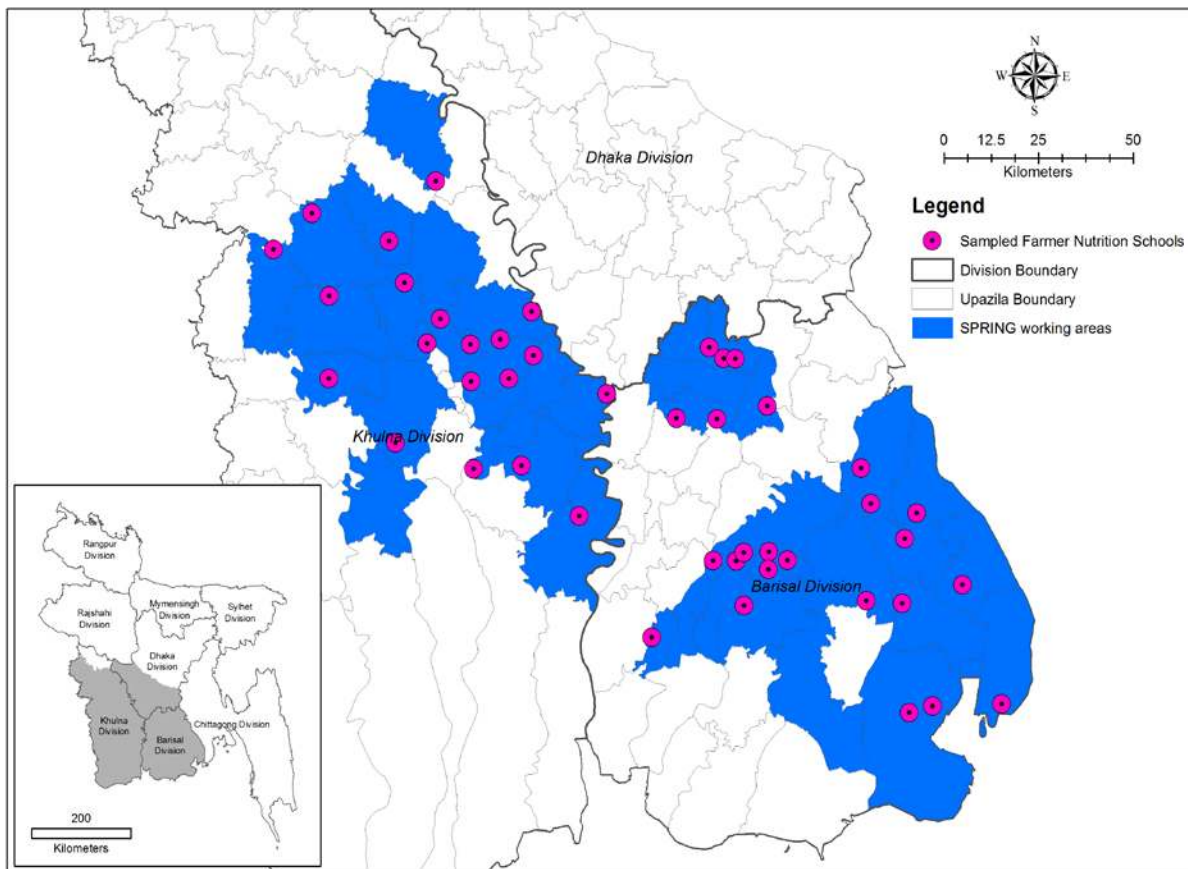 N
W E
S
0 12.5 25 50
Kilometers
Dhaka Division
Legend
Sampled Farmer Nutrition Schools
Division Boundary
Upazila Boundary
SPRING working areas
Khulna Division
Barisal Division
Rangpur
Division
Rajshahi
Division
Mymensingh
Division
Sylhet
Division
Dhaka
Division
Khulna
Division
Barisal
Division
Chittagong Division
200
Kilometers